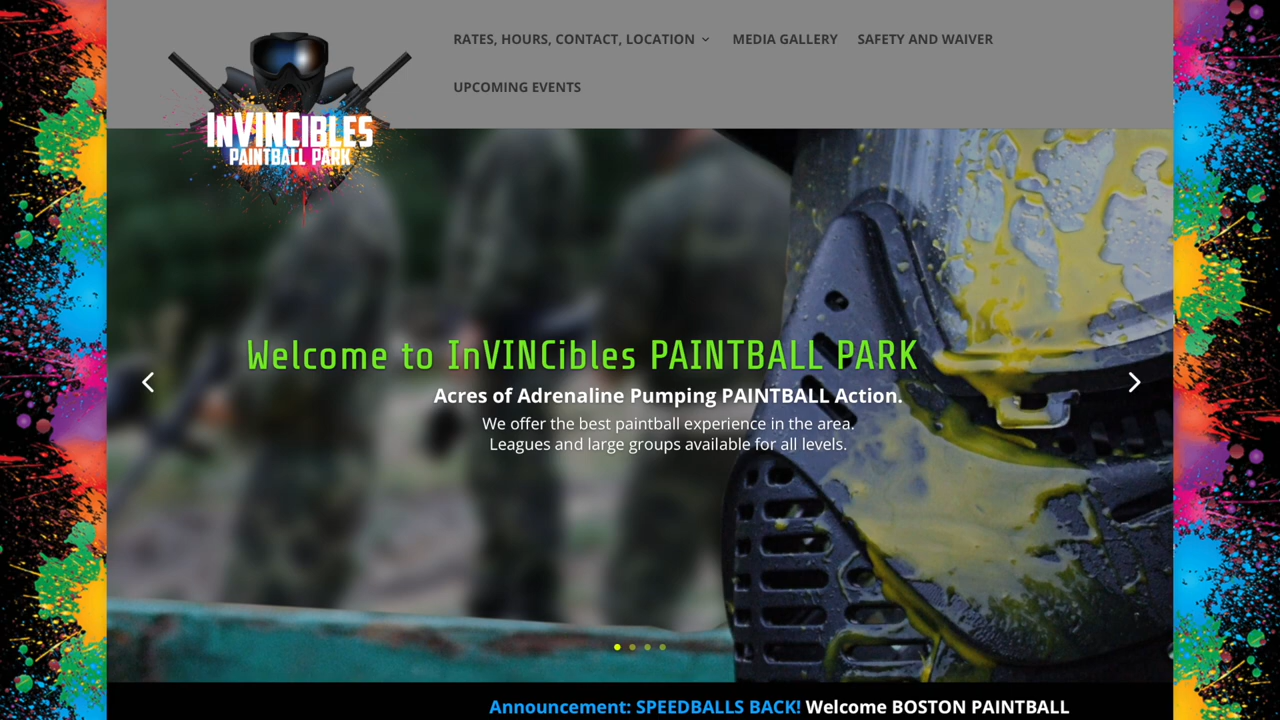 RATES, HOURS, CONTACT, LOCATION
MEDIA GALLERY
SAFETY AND WAIVER
UPCOMING EVENTS
InVINCibles
PAINTBALL PARK
Welcome to InVINCibles PAINTBALL PARK
Acres of Adrenaline Pumping PAINTBALL Action.
We offer the best paintball experience in the area.
Leagues and large groups available for all levels.
Announcement: SPEEDBALLS BACK! Welcome BOSTON PAINTBALL